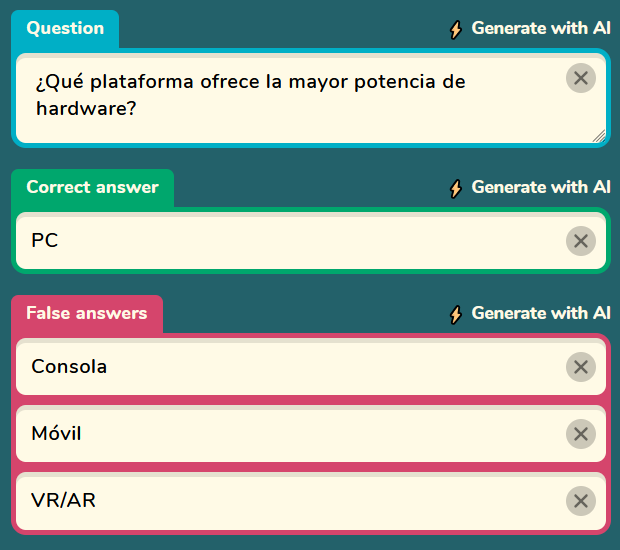 Question
Generate with AI
¿Qué plataforma ofrece la mayor potencia de
hardware?
Correct answer
Generate with AI
PC
False answers
Generate with AI
Consola
Móvil
VR/AR